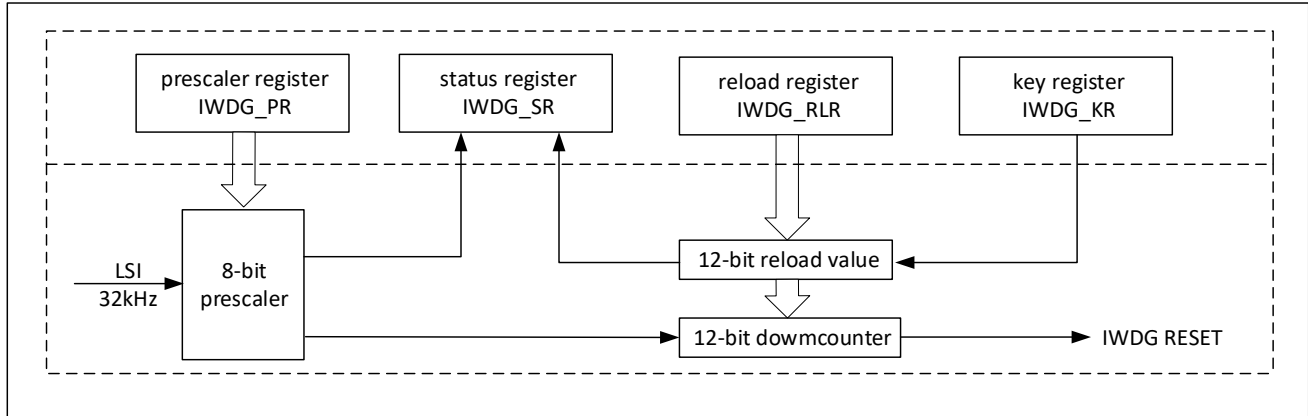 prescaler register
IWDG_PR
status register
IWDG_SR
reload register
IWDG_RLR
key register
IWDG_KR
LSI
32kHz
8-bit
prescaler
12-bit reload value
12-bit dowmcounter
IWDG RESET